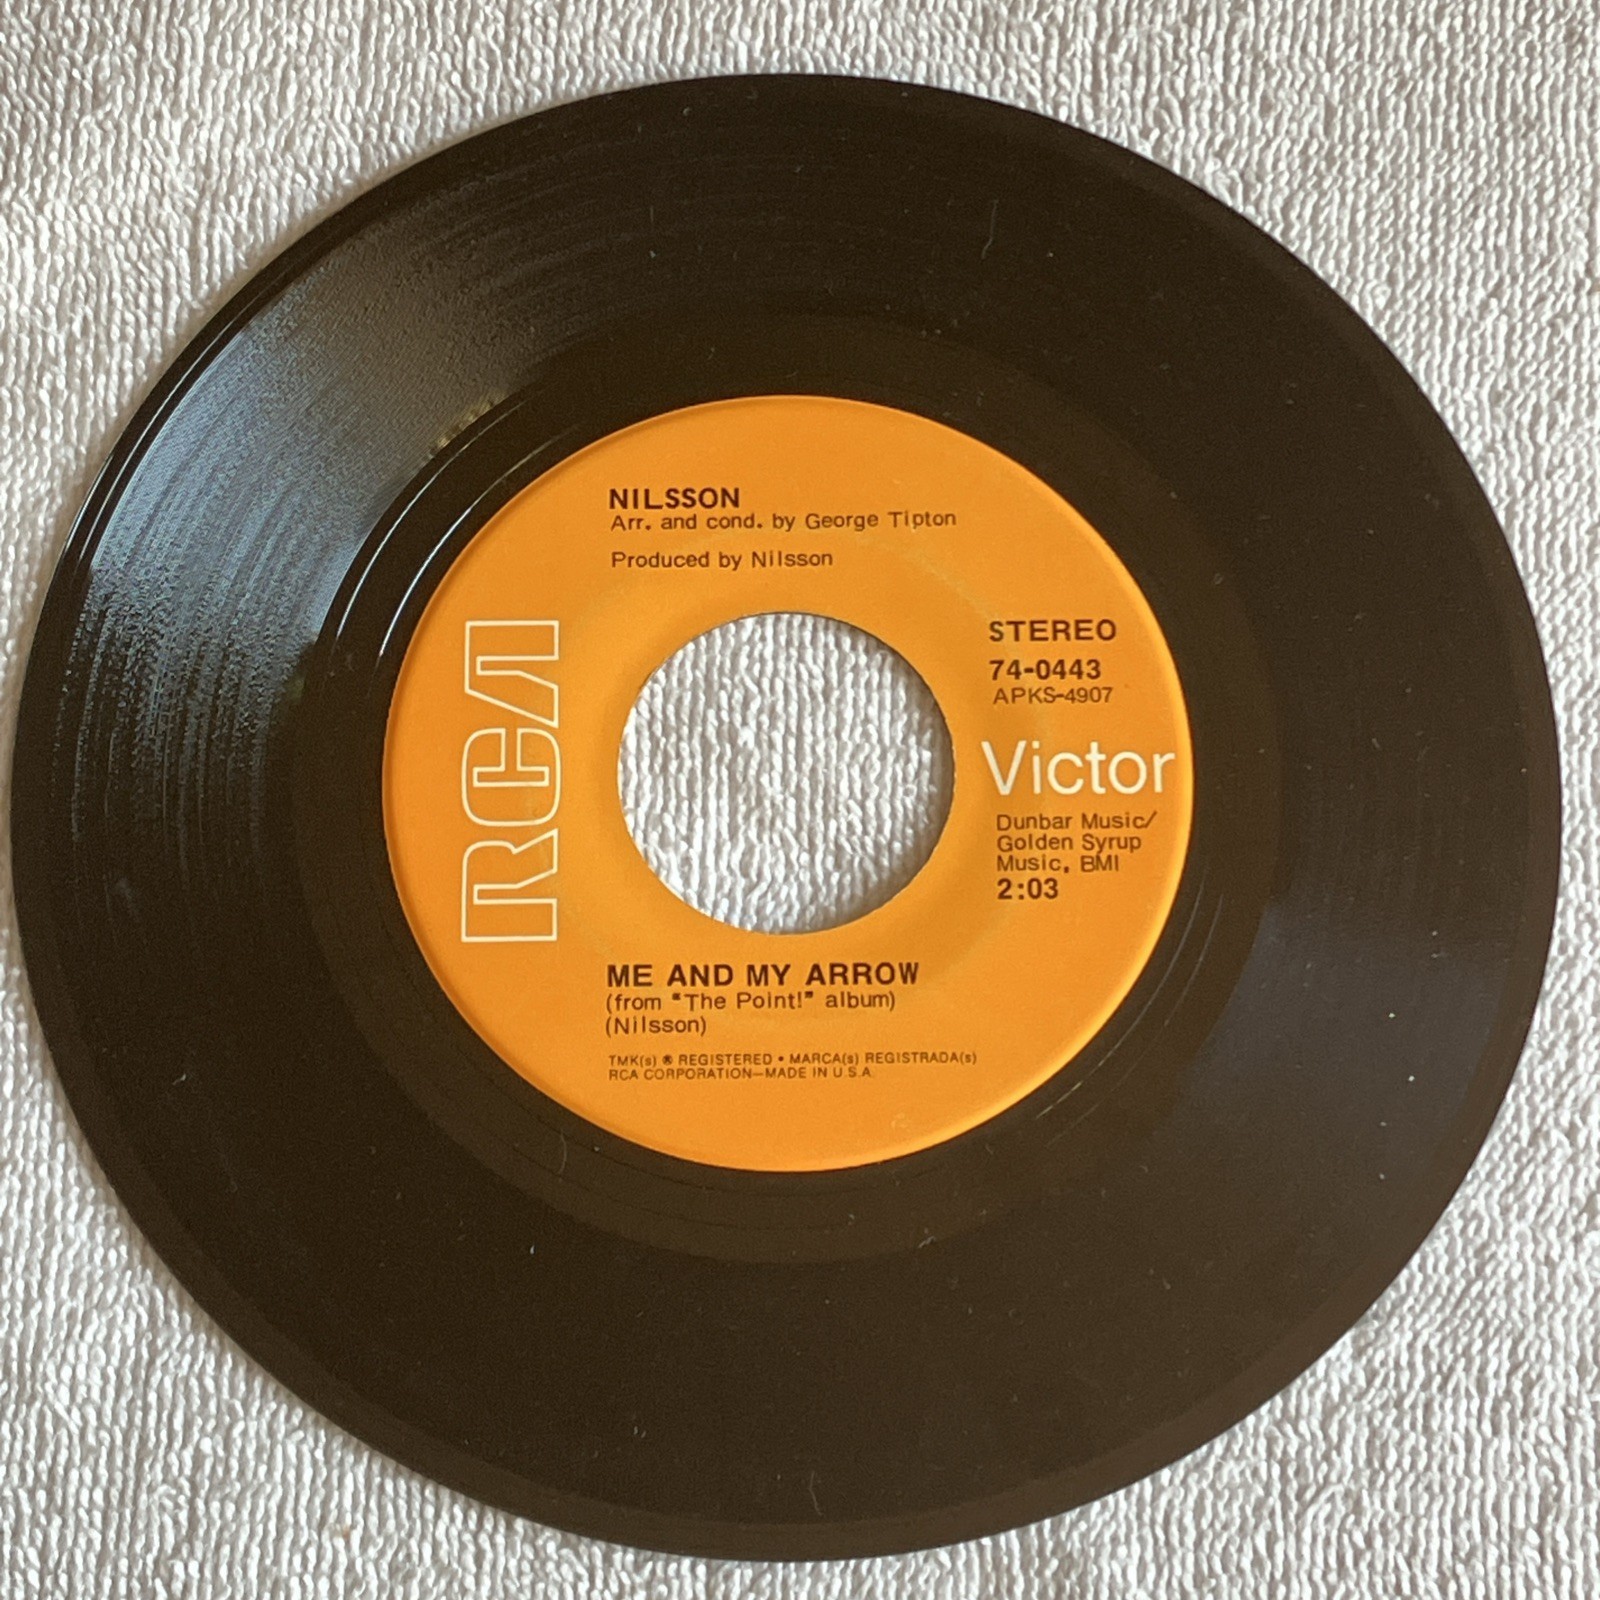 NILSSON
Arr. and cond. by George Tipton
Produced by Nilsson
RCA
STEREO
74-0443
APKS-4907
Victor
Dunbar Music/
Golden Syrup
Music, BMI
2:03
ME AND MY ARROW
(from "The Point!" album)
(Nilsson)
TMK(s) ® REGISTERED • MARCA(s) REGISTRADA(s)
RCA CORPORATION—MADE IN U.S.A.